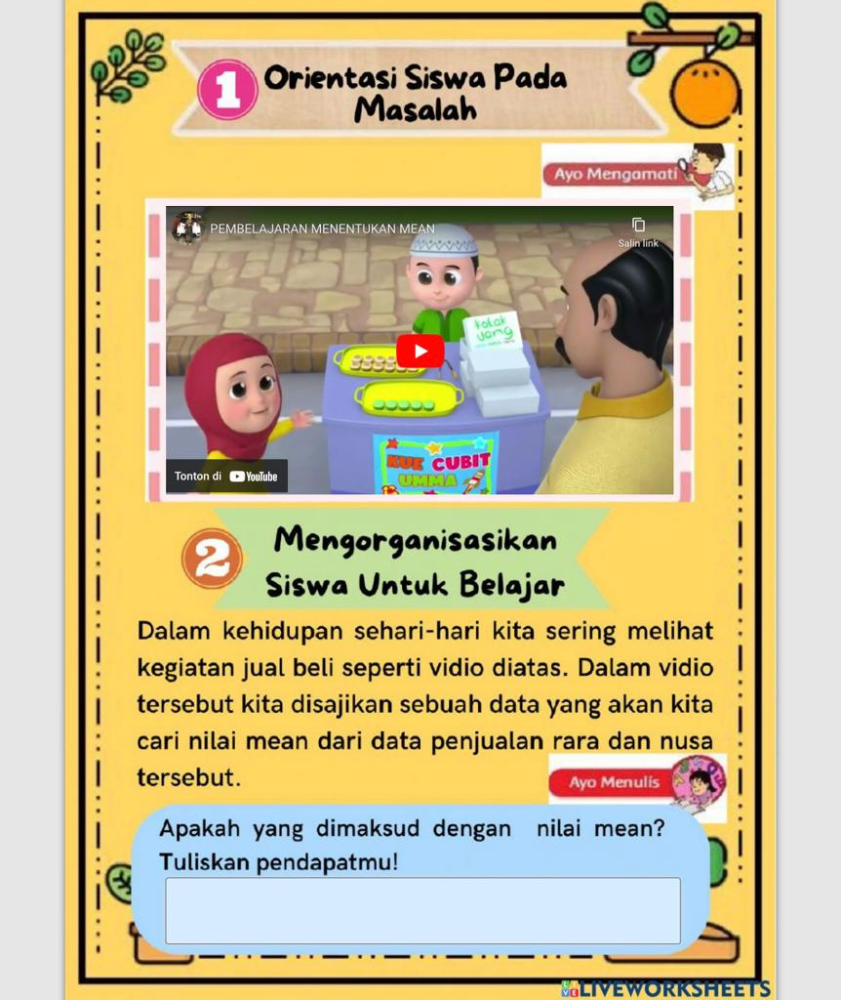 1 Orientasi Siswa Pada
Masalah
Ayo Mengamati
PEMBELAJARAN MENENTUKAN MEAN
Salin link
Kotak
uang
KUE CUBIT
UMMA
Tonton di YouTube
2 Mengorganisasikan
Siswa Untuk Belajar
Dalam kehidupan sehari-hari kita sering melihat
kegiatan jual beli seperti vidio diatas. Dalam vidio
tersebut kita disajikan sebuah data yang akan kita
cari nilai mean dari data penjualan rara dan nusa
tersebut.
Ayo Menulis
Apakah yang dimaksud dengan nilai mean?
Tuliskan pendapatmu!
LIVEWORKSHEETS